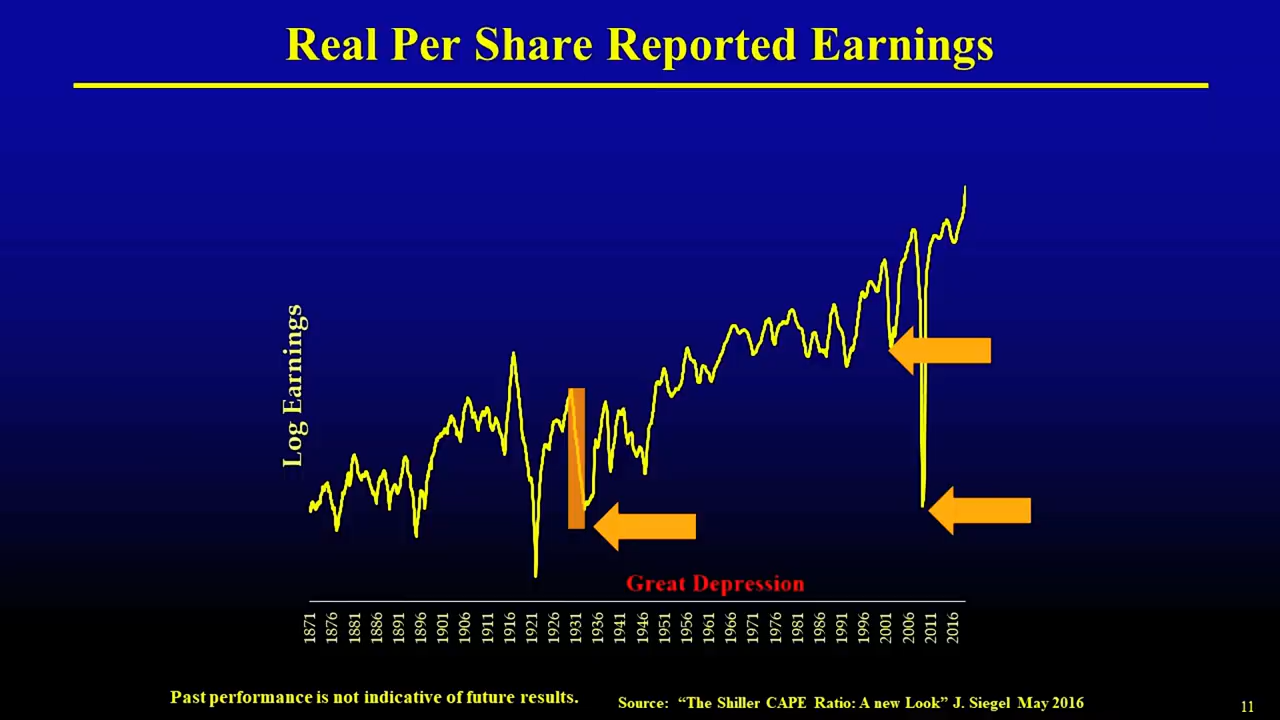 Real Per Share Reported Earnings
Log Earnings
Great Depression
1871 1876 1881 1886 1891 1896 1901 1906 1911 1916 1921 1926 1931 1936 1941 1946 1951 1956 1961 1966 1971 1976 1981 1986 1991 1996 2001 2006 2011 2016
Past performance is not indicative of future results.
Source: “The Shiller CAPE Ratio: A new Look” J. Siegel May 2016
11